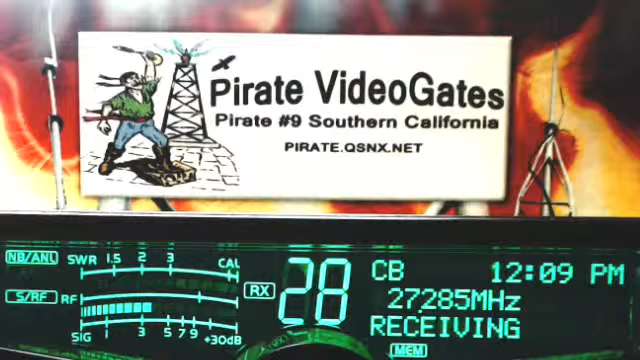 Pirate VideoGates
Pirate #9 Southern California
PIRATE.QSNX.NET
NB/ANL
SWR 1.5 2 3 CAL
S/RF RF
SIG 1 3 5 7 9 +30dB
RX 28
CB 12:09 PM
27285MHz
RECEIVING
MEM